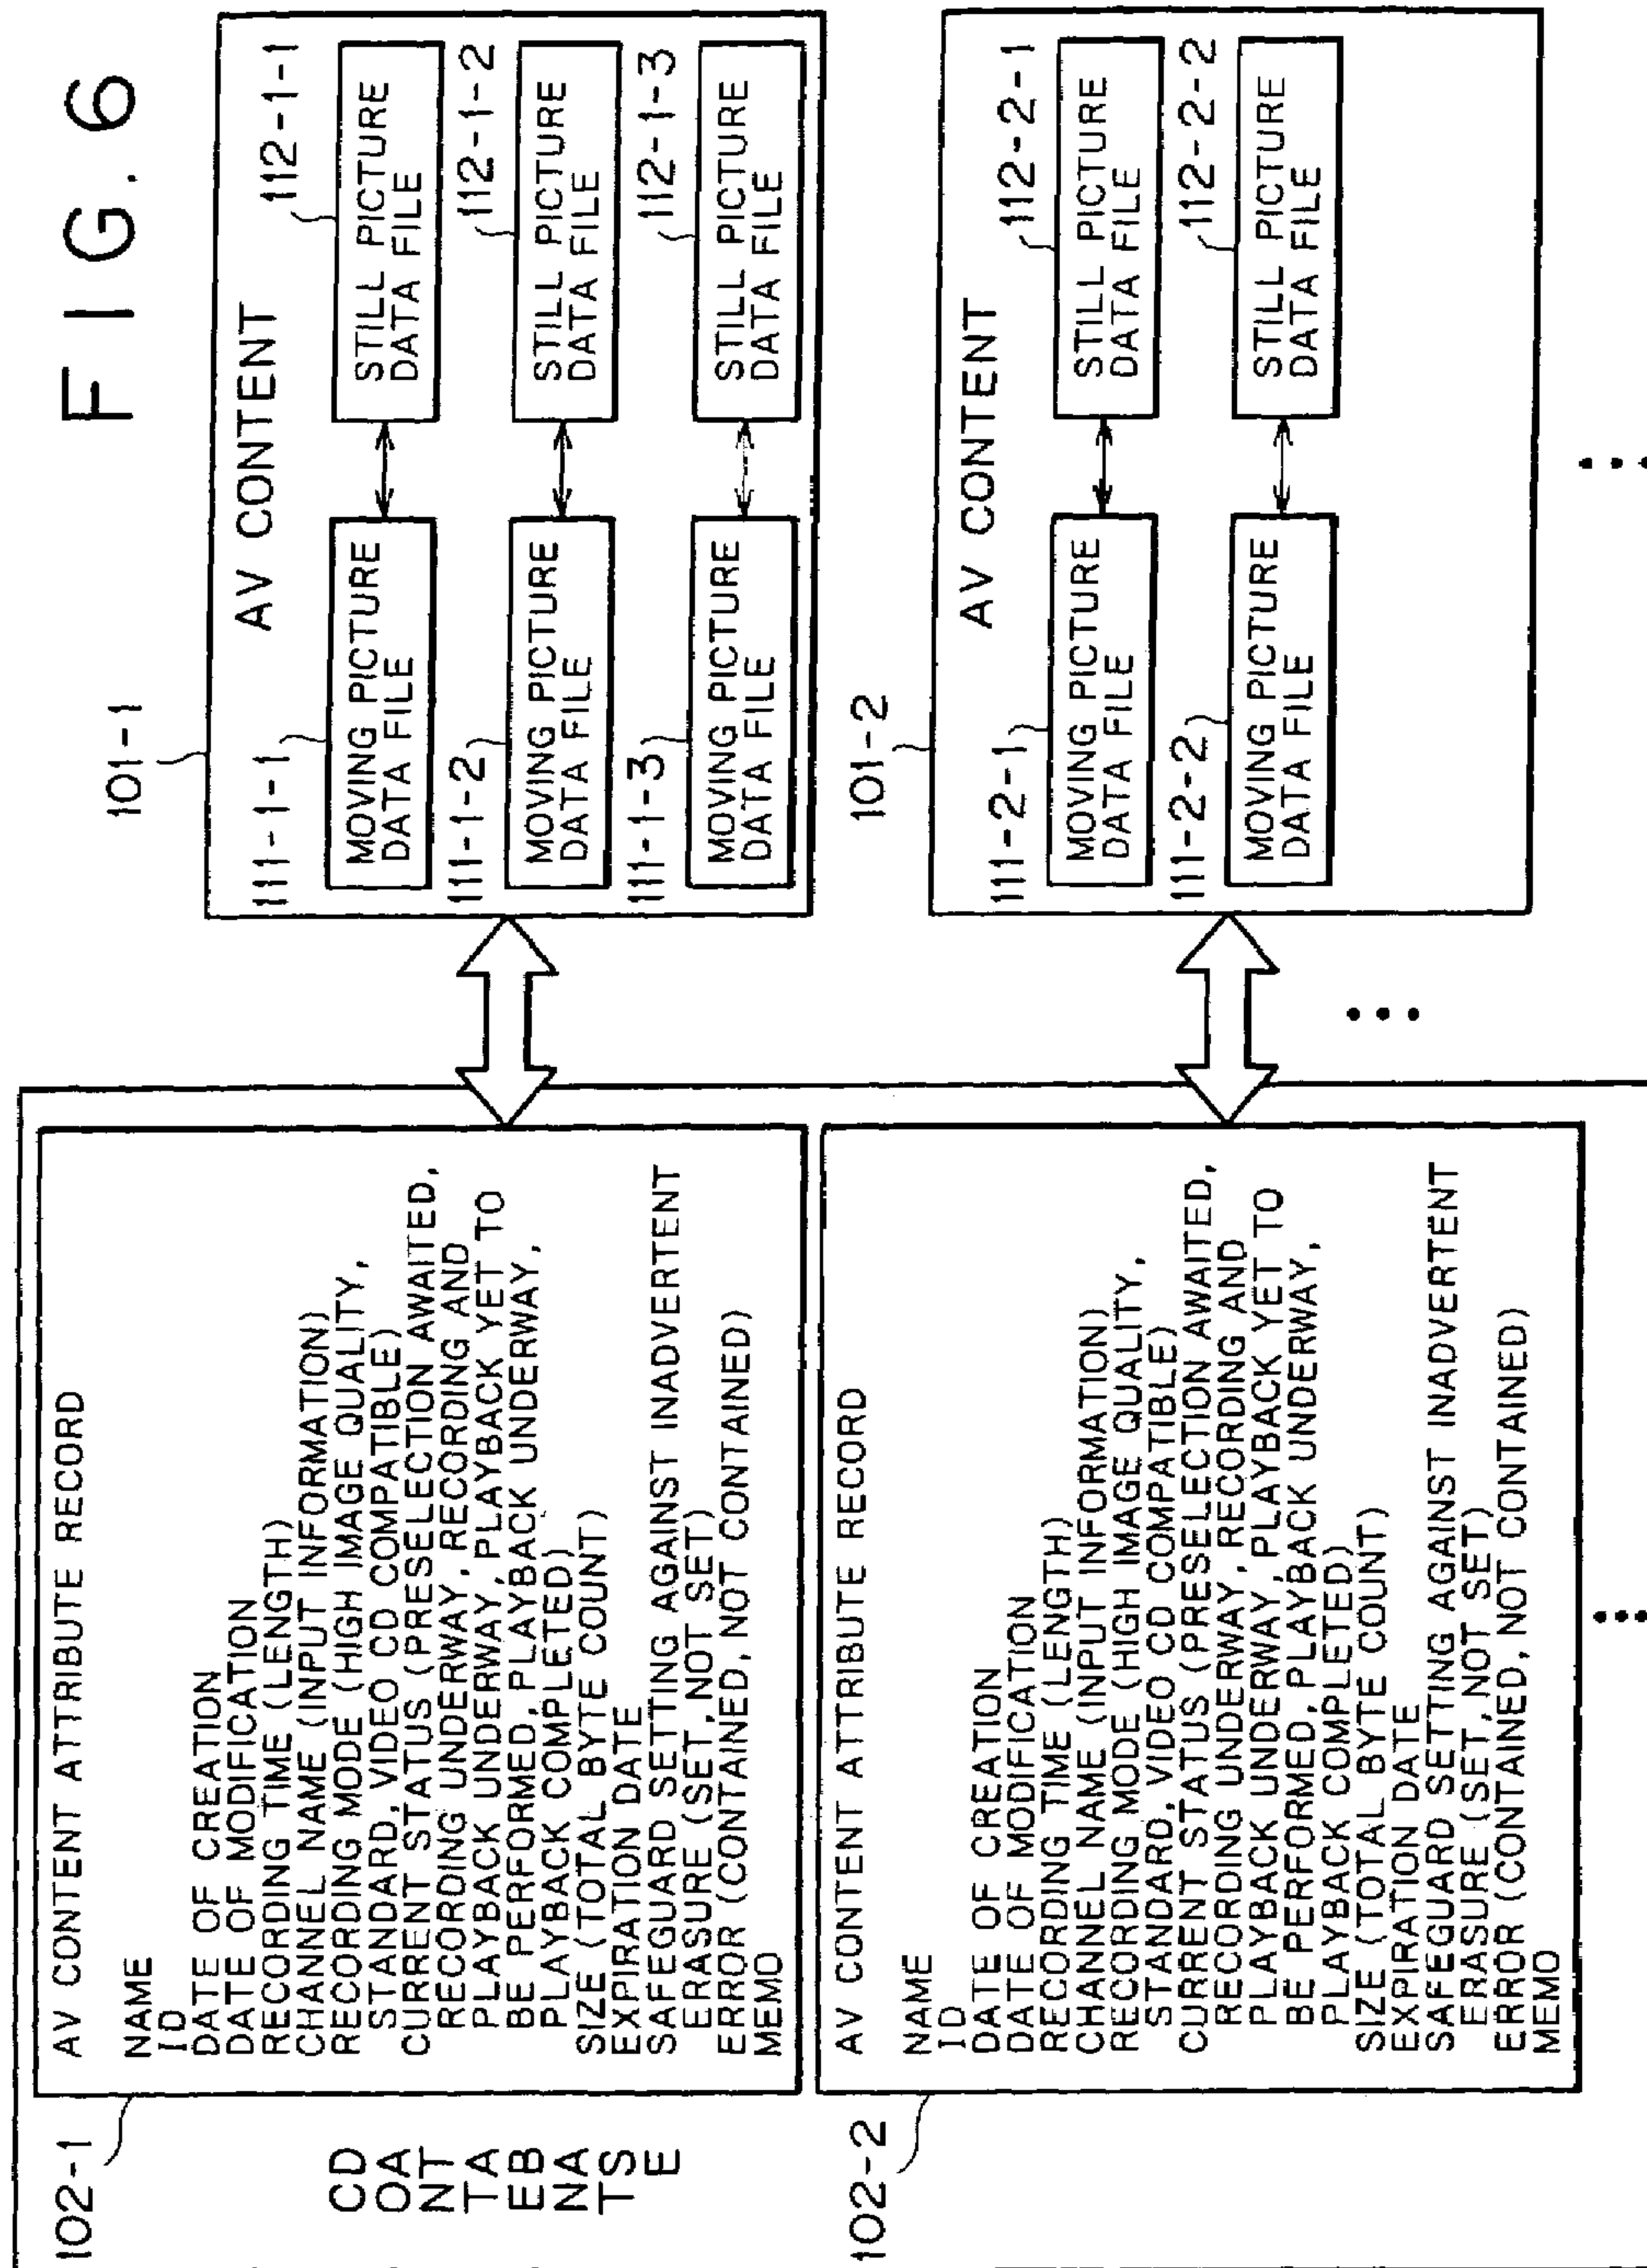 FIG. 6
102-1
AV CONTENT ATTRIBUTE RECORD
NAME
ID
DATE OF CREATION
DATE OF MODIFICATION
RECORDING TIME (LENGTH)
CHANNEL NAME (INPUT INFORMATION)
RECORDING MODE (HIGH IMAGE QUALITY,
STANDARD, VIDEO CD COMPATIBLE)
CURRENT STATUS (PRESELECTION AWAITED,
RECORDING UNDERWAY, RECORDING AND
PLAYBACK UNDERWAY, PLAYBACK YET TO
BE PERFORMED, PLAYBACK UNDERWAY,
PLAYBACK COMPLETED)
SIZE (TOTAL BYTE COUNT)
EXPIRATION DATE
SAFEGUARD SETTING AGAINST INADVERTENT
ERASURE (SET, NOT SET)
ERROR (CONTAINED, NOT CONTAINED)
MEMO
CD
OA
NT
TA
EB
NA
TS
E
102-2
AV CONTENT ATTRIBUTE RECORD
NAME
ID
DATE OF CREATION
DATE OF MODIFICATION
RECORDING TIME (LENGTH)
CHANNEL NAME (INPUT INFORMATION)
RECORDING MODE (HIGH IMAGE QUALITY,
STANDARD, VIDEO CD COMPATIBLE)
CURRENT STATUS (PRESELECTION AWAITED,
RECORDING UNDERWAY, RECORDING AND
PLAYBACK UNDERWAY, PLAYBACK YET TO
BE PERFORMED, PLAYBACK UNDERWAY,
PLAYBACK COMPLETED)
SIZE (TOTAL BYTE COUNT)
EXPIRATION DATE
SAFEGUARD SETTING AGAINST INADVERTENT
ERASURE (SET, NOT SET)
ERROR (CONTAINED, NOT CONTAINED)
MEMO
101-1
AV CONTENT
111-1-1
MOVING PICTURE
DATA FILE
112-1-1
STILL PICTURE
DATA FILE
111-1-2
MOVING PICTURE
DATA FILE
112-1-2
STILL PICTURE
DATA FILE
111-1-3
MOVING PICTURE
DATA FILE
112-1-3
STILL PICTURE
DATA FILE
101-2
AV CONTENT
111-2-1
MOVING PICTURE
DATA FILE
112-2-1
STILL PICTURE
DATA FILE
111-2-2
MOVING PICTURE
DATA FILE
112-2-2
STILL PICTURE
DATA FILE